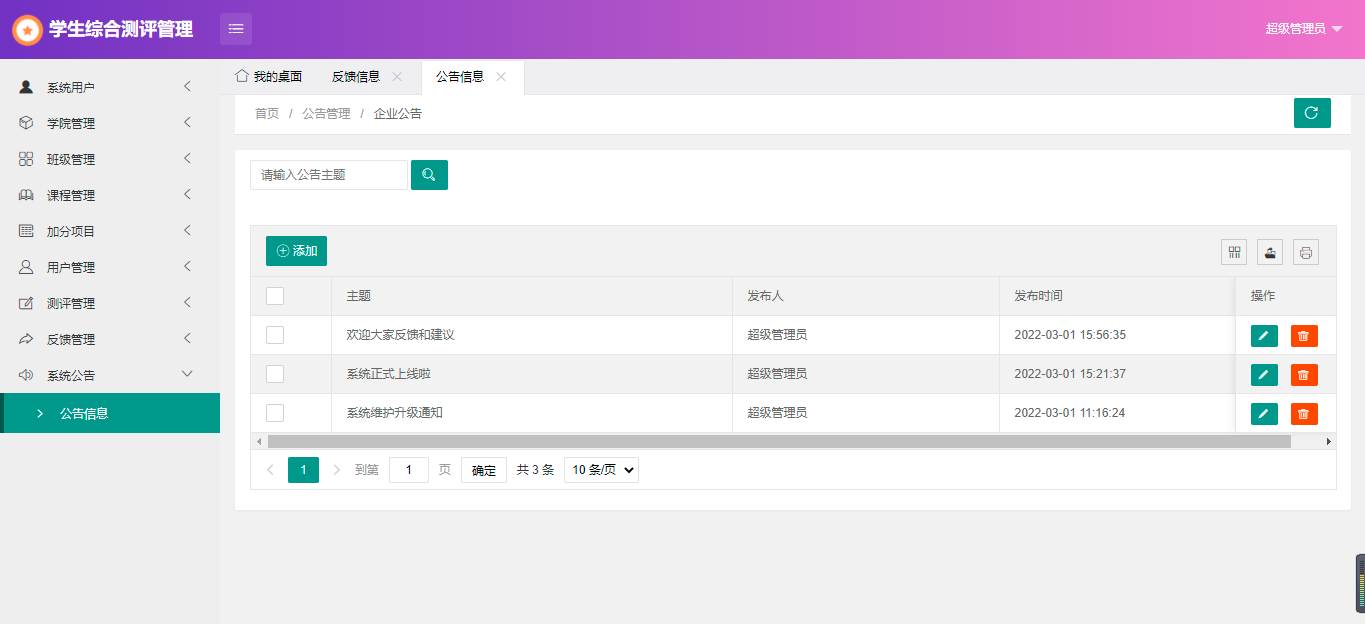 学生综合测评管理
超级管理员
系统用户
学院管理
班级管理
课程管理
加分项目
用户管理
测评管理
反馈管理
系统公告
公告信息
我的桌面 反馈信息 公告信息
首页 / 公告管理 / 企业公告
请输入公告主题
添加
主题 发布人 发布时间 操作
欢迎大家反馈和建议 超级管理员 2022-03-01 15:56:35
系统正式上线啦 超级管理员 2022-03-01 15:21:37
系统维护升级通知 超级管理员 2022-03-01 11:16:24
1 到第 1 页 确定 共 3 条 10 条/页